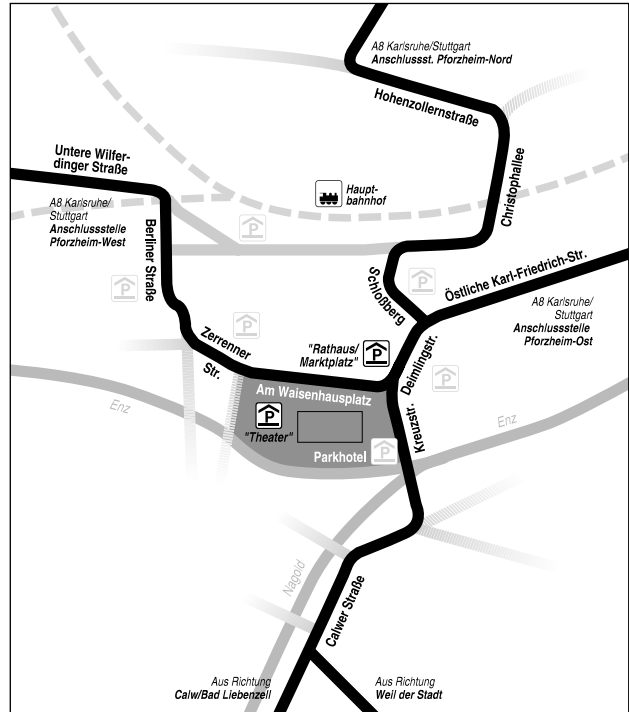 A8 Karlsruhe/Stuttgart
Anschlussst. Pforzheim-Nord
Hohenzollernstraße
Untere Wilfer-
dinger Straße
Christophallee
Haupt-
bahnhof
A8 Karlsruhe/
Stuttgart
Anschlussstelle
Pforzheim-West
Berliner Straße
P
Schloßberg
P
Östliche Karl-Friedrich-Str.
P
A8 Karlsruhe/
Stuttgart
Anschlussstelle
Pforzheim-Ost
Zerrenner
Str.
P
"Rathaus/
Marktplatz"
P
Deimlingstr.
P
Am Waisenhausplatz
Enz
P
"Theater"
Kreuzstr.
Enz
Parkhotel
P
Nagold
Calwer Straße
Aus Richtung
Calw/Bad Liebenzell
Aus Richtung
Weil der Stadt